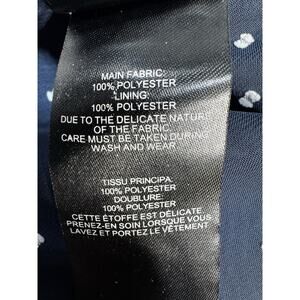 MAIN FABRIC:
100% POLYESTER
LINING:
100% POLYESTER
DUE TO THE DELICATE NATURE
OF THE FABRIC.
CARE MUST BE TAKEN DURING
WASH AND WEAR
TISSU PRINCIPA:
100% POLYESTER
DOUBLURE:
100% POLYESTER
CETTE ÉTOFFE EST DÉLICATE.
PRENEZ-EN SOIN LORSQUE VOUS
LAVEZ ET PORTEZ LE VÊTEMENT